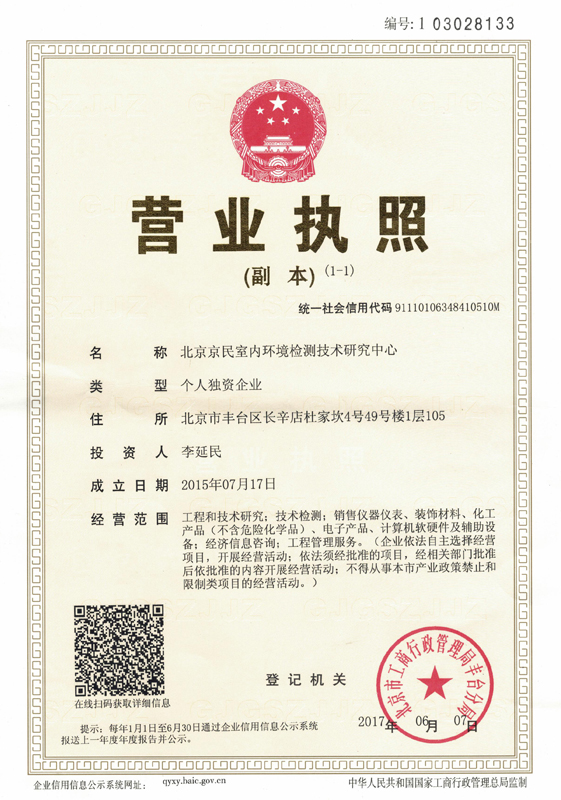 编号: 1 03028133
营业执照
(副 本) (1-1)
统一社会信用代码 91110106348410510M
名 称 北京京民室内环境检测技术研究中心
类 型 个人独资企业
住 所 北京市丰台区长辛店杜家坎4号49号楼1层105
投 资 人 李延民
成 立 日 期 2015年07月17日
经 营 范 围 工程和技术研究；技术检测；销售仪器仪表、装饰材料、化工
产品（不含危险化学品）、电子产品、计算机软硬件及辅助设
备；经济信息咨询；工程管理服务。（企业依法自主选择经营
项目，开展经营活动；依法须经批准的项目，经相关部门批准
后依批准的内容开展经营活动；不得从事本市产业政策禁止和
限制类项目的经营活动。）
在线扫码获取详细信息
登 记 机 关
北京市工商行政管理局丰台分局
2017年 06月 07日
提示：每年1月1日至6月30日通过企业信用信息公示系统
报送上一年度年度报告并公示。
企业信用信息公示系统网址： qyxy.baic.gov.cn
中华人民共和国国家工商行政管理总局监制